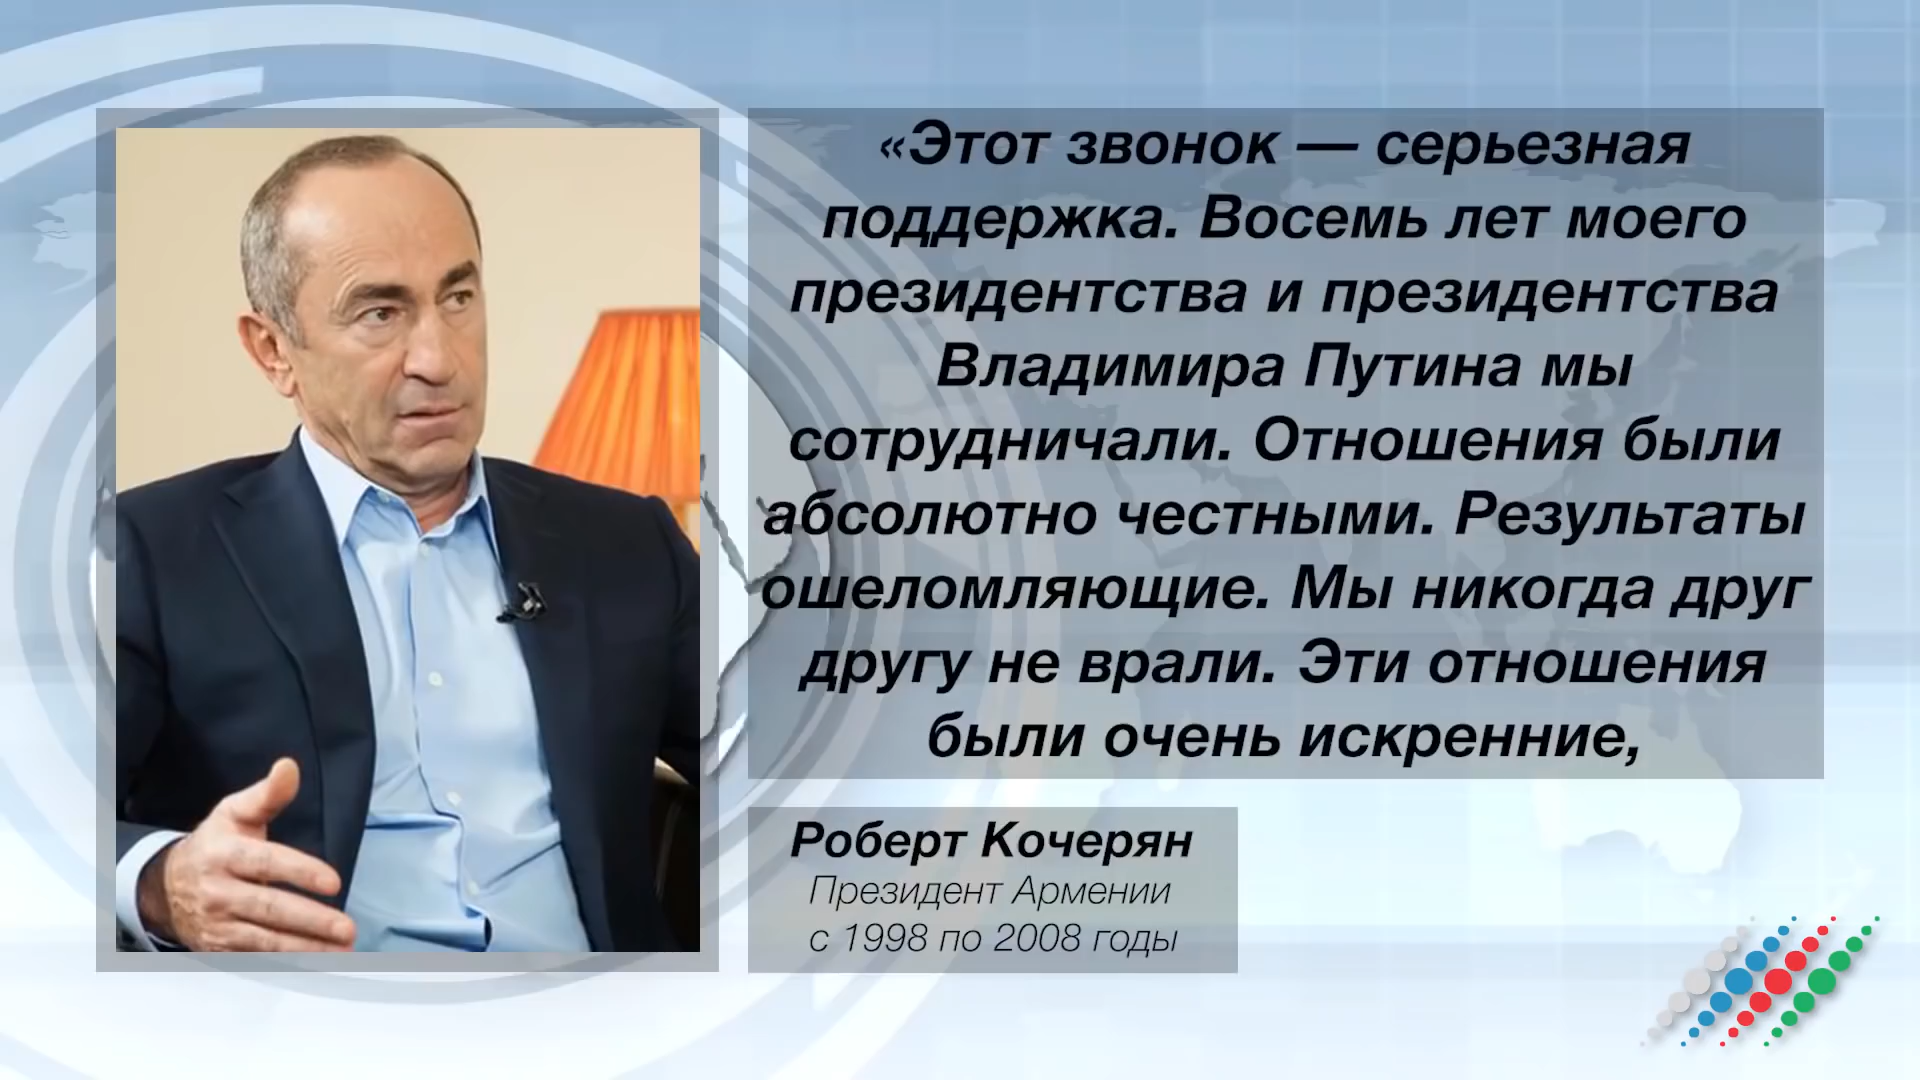 «Этот звонок — серьезная
поддержка. Восемь лет моего
президентства и президентства
Владимира Путина мы
сотрудничали. Отношения были
абсолютно честными. Результаты
ошеломляющие. Мы никогда друг
другу не врали. Эти отношения
были очень искренние,
Роберт Кочерян
Президент Армении
с 1998 по 2008 годы